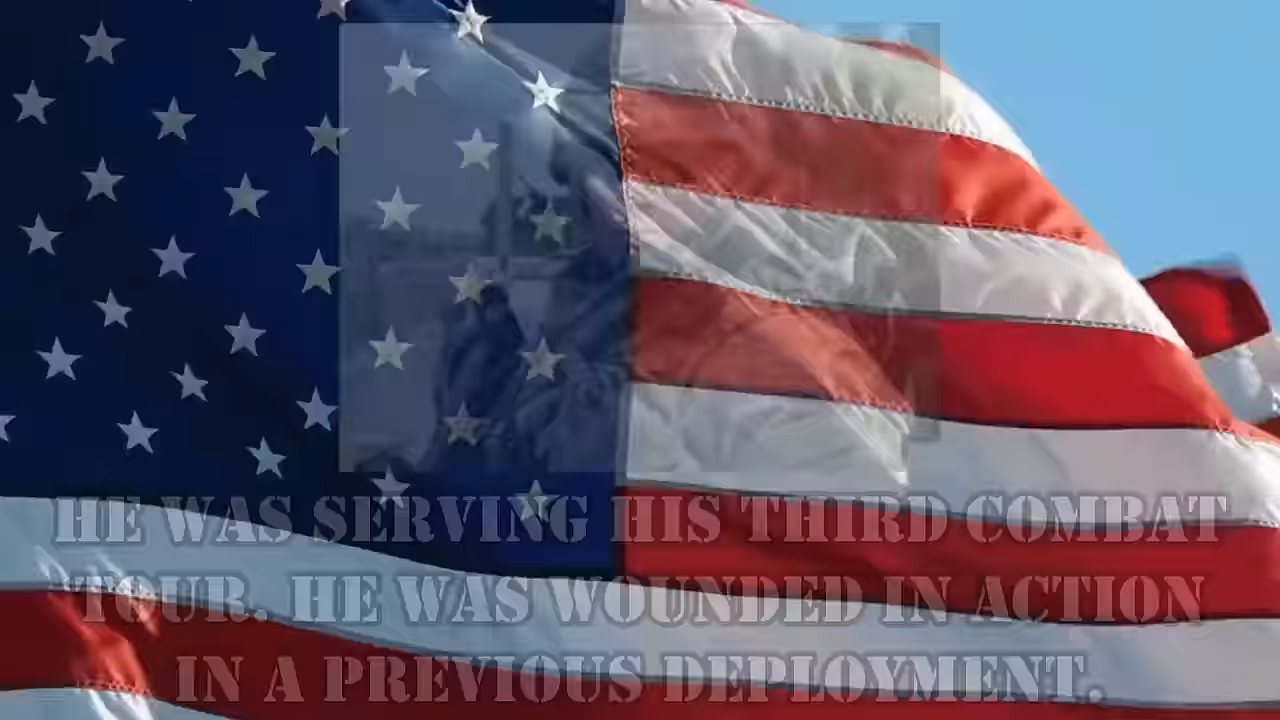 HE WAS SERVING HIS THIRD COMBAT
TOUR. HE WAS WOUNDED IN ACTION
IN A PREVIOUS DEPLOYMENT.